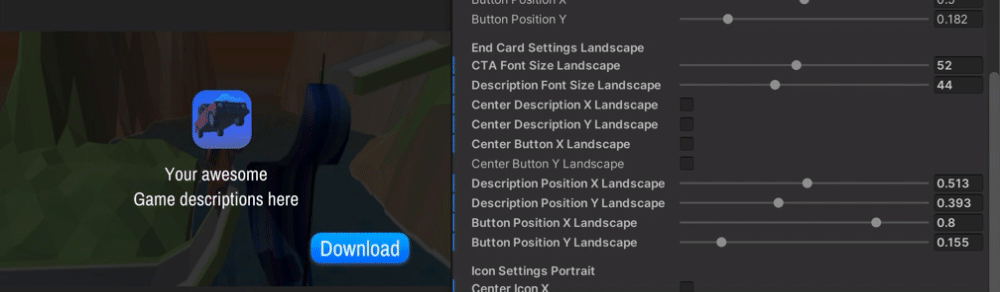 Your awesome
Game descriptions here
Download
Button Position X 0.5
Button Position Y 0.182
End Card Settings Landscape
CTA Font Size Landscape 52
Description Font Size Landscape 44
Center Description X Landscape
Center Description Y Landscape
Center Button X Landscape
Center Button Y Landscape
Description Position X Landscape 0.513
Description Position Y Landscape 0.393
Button Position X Landscape 0.8
Button Position Y Landscape 0.155
Icon Settings Portrait
Center Icon X